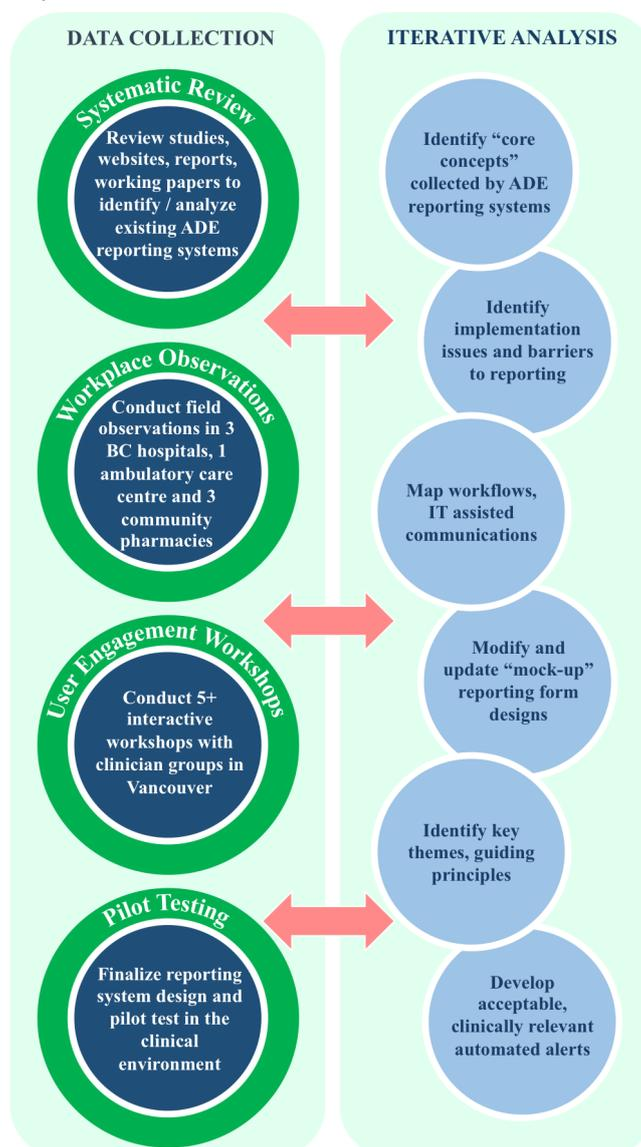 DATA COLLECTION
Systematic Review
Review studies,
websites, reports,
working papers to
identify / analyze
existing ADE
reporting systems
Workplace Observations
Conduct field
observations in 3
BC hospitals, 1
ambulatory care
centre and 3
community
pharmacies
User Engagement Workshops
Conduct 5+
interactive
workshops with
clinician groups in
Vancouver
Pilot Testing
Finalize reporting
system design and
pilot test in the
clinical
environment
ITERATIVE ANALYSIS
Identify “core
concepts”
collected by ADE
reporting systems
Identify
implementation
issues and barriers
to reporting
Map workflows,
IT assisted
communications
Modify and
update “mock-up”
reporting form
designs
Identify key
themes, guiding
principles
Develop
acceptable,
clinically relevant
automated alerts